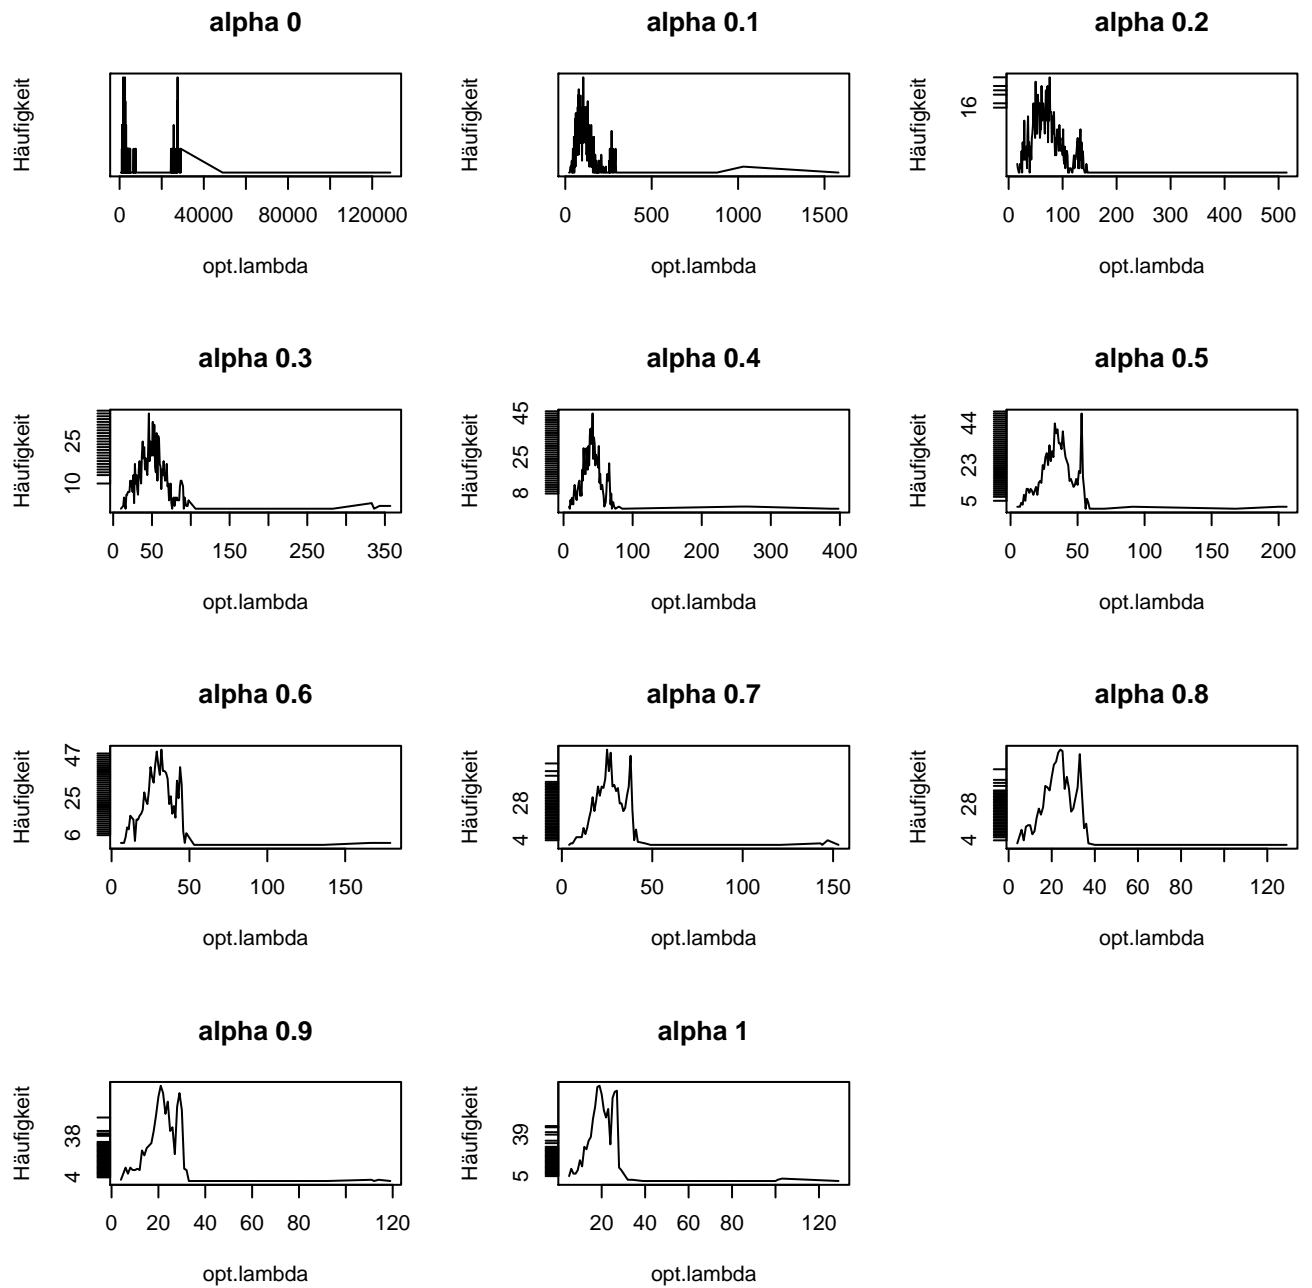 alpha 0
Häufigkeit
0 40000 80000 120000
opt.lambda
alpha 0.1
Häufigkeit
0 500 1000 1500
opt.lambda
alpha 0.2
Häufigkeit
16
0 100 200 300 400 500
opt.lambda
alpha 0.3
Häufigkeit
10 25
0 50 150 250 350
opt.lambda
alpha 0.4
Häufigkeit
8 25 45
0 100 200 300 400
opt.lambda
alpha 0.5
Häufigkeit
5 23 44
0 50 100 150 200
opt.lambda
alpha 0.6
Häufigkeit
6 25 47
0 50 100 150
opt.lambda
alpha 0.7
Häufigkeit
4 28
0 50 100 150
opt.lambda
alpha 0.8
Häufigkeit
4 28
0 20 40 60 80 120
opt.lambda
alpha 0.9
Häufigkeit
4 38
0 20 40 60 80 120
opt.lambda
alpha 1
Häufigkeit
5 39
20 40 60 80 120
opt.lambda